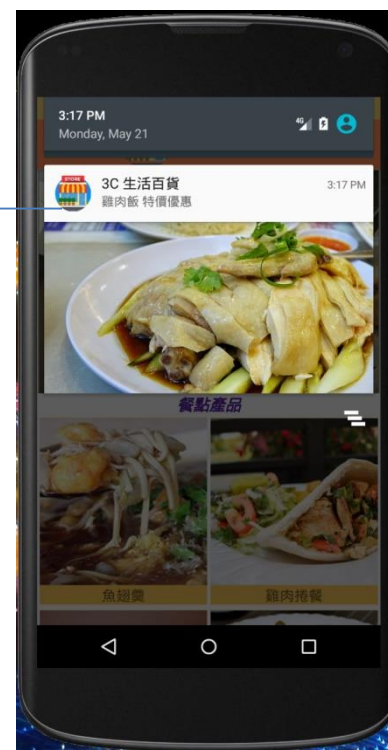 3:17 PM
Monday, May 21
4G
STORE
3C 生活百貨
3:17 PM
雞肉飯 特價優惠
餐點產品
魚翅羹
雞肉捲餐